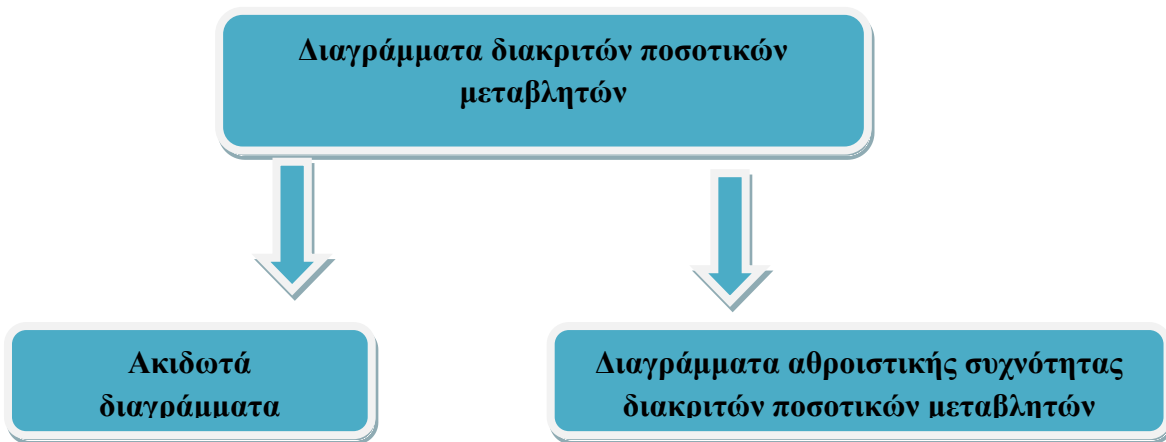 Διαγράμματα διακριτών ποσοτικών
μεταβλητών
Ακιδωτά
διαγράμματα
Διαγράμματα αθροιστικής συχνότητας
διακριτών ποσοτικών μεταβλητών